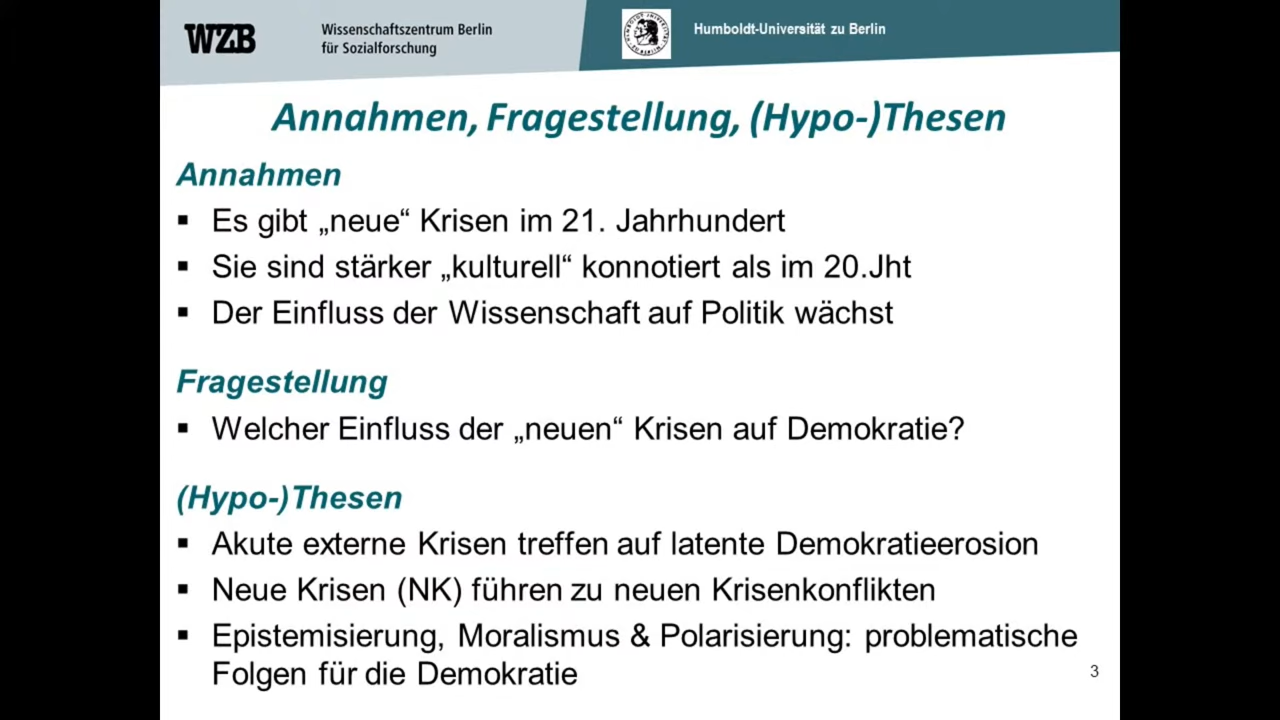 WZB
Wissenschaftszentrum Berlin
für Sozialforschung
Humboldt-Universität zu Berlin
Annahmen, Fragestellung, (Hypo-)Thesen
Annahmen
▪ Es gibt „neue“ Krisen im 21. Jahrhundert
▪ Sie sind stärker „kulturell“ konnotiert als im 20.Jht
▪ Der Einfluss der Wissenschaft auf Politik wächst
Fragestellung
▪ Welcher Einfluss der „neuen“ Krisen auf Demokratie?
(Hypo-)Thesen
▪ Akute externe Krisen treffen auf latente Demokratieerosion
▪ Neue Krisen (NK) führen zu neuen Krisenkonflikten
▪ Epistemisierung, Moralismus & Polarisierung: problematische
Folgen für die Demokratie
3